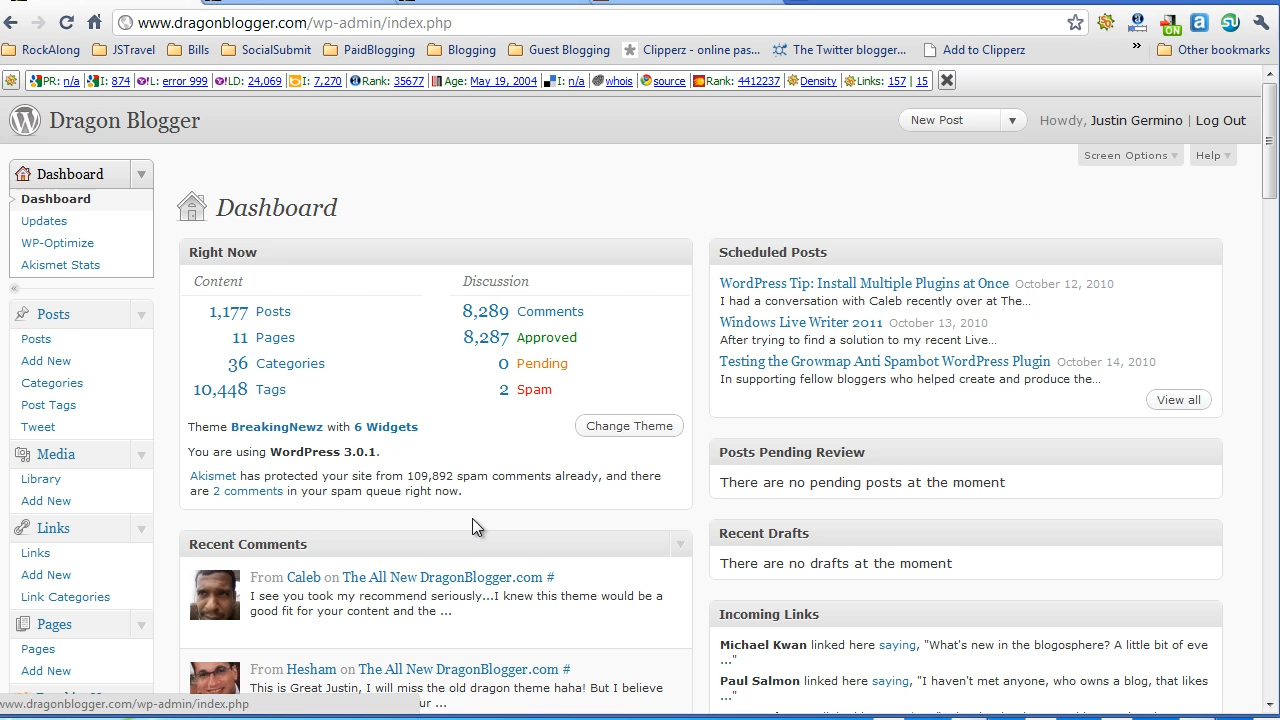 www.dragonblogger.com/wp-admin/index.php
ON
RockAlong JSTravel Bills SocialSubmit PaidBlogging Blogging Guest Blogging Clipperz - online pas... The Twitter blogger... Add to Clipperz » Other bookmarks
PR: n/a I: 874 L: error 999 LD: 24,069 I: 7,270 Rank: 35677 Age: May 19, 2004 I: n/a whois source Rank: 4412237 Density Links: 157 | 15
Dragon Blogger
New Post
Howdy, Justin Germino | Log Out
Screen Options
Help
Dashboard
Dashboard
Updates
WP-Optimize
Akismet Stats
Posts
Posts
Add New
Categories
Post Tags
Tweet
Media
Library
Add New
Links
Links
Add New
Link Categories
Pages
Pages
Add New
Dashboard
Right Now
Content
1,177 Posts
11 Pages
36 Categories
10,448 Tags
Discussion
8,289 Comments
8,287 Approved
0 Pending
2 Spam
Theme BreakingNewz with 6 Widgets
Change Theme
You are using WordPress 3.0.1.
Akismet has protected your site from 109,892 spam comments already, and there
are 2 comments in your spam queue right now.
Recent Comments
From Caleb on The All New DragonBlogger.com #
I see you took my recommend seriously...I knew this theme would be a
good fit for your content and the ...
From Hesham on The All New DragonBlogger.com #
This is Great Justin, I will miss the old dragon theme haha! But I believe
ur ...
Scheduled Posts
WordPress Tip: Install Multiple Plugins at Once October 12, 2010
I had a conversation with Caleb recently over at The...
Windows Live Writer 2011 October 13, 2010
After trying to find a solution to my recent Live...
Testing the Growmap Anti Spambot WordPress Plugin October 14, 2010
In supporting fellow bloggers who helped create and produce the...
View all
Posts Pending Review
There are no pending posts at the moment
Recent Drafts
There are no drafts at the moment
Incoming Links
Michael Kwan linked here saying, "What's new in the blogosphere? A little bit of eve
..."
Paul Salmon linked here saying, "I haven't met anyone, who owns a blog, that likes
..."
www.dragonblogger.com/wp-admin/index.php